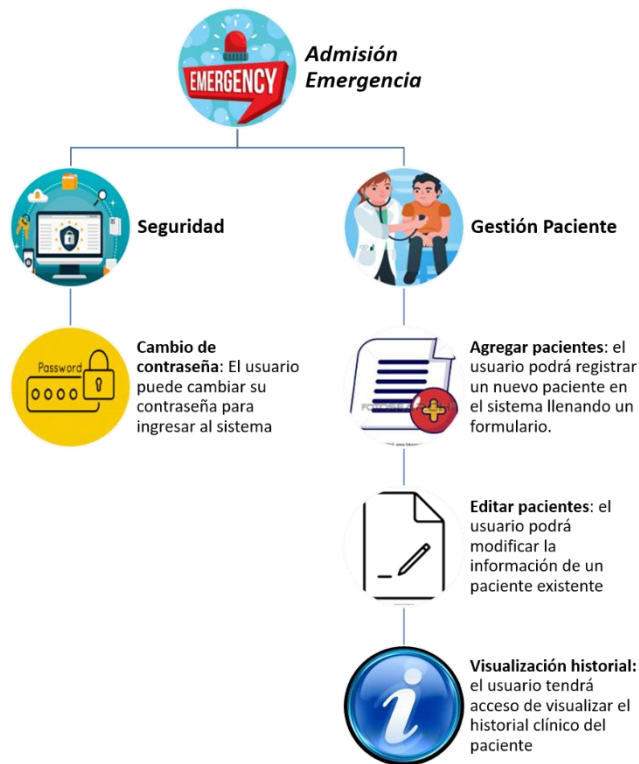 EMERGENCY
Admisión
Emergencia
Seguridad
Gestión Paciente
Password
Cambio de
contraseña: El usuario
puede cambiar su
contraseña para
ingresar al sistema
Agregar pacientes: el
usuario podrá registrar
un nuevo paciente en
el sistema llenando un
formulario.
Editar pacientes: el
usuario podrá
modificar la
información de un
paciente existente
Visualización historial:
el usuario tendrá
acceso de visualizar el
historial clínico del
paciente